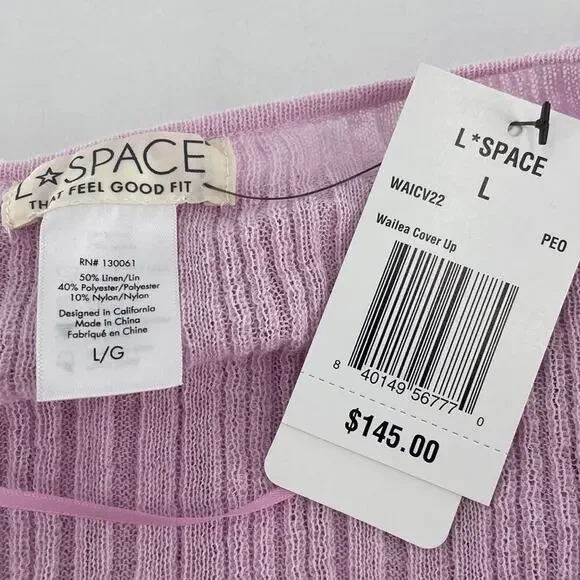 L☆SPACE
THAT FEEL GOOD FIT
RN# 130061
50% Linen/Lin
40% Polyester/Polyester
10% Nylon/Nylon
Designed in California
Made in China
Fabriqué en Chine
L/G
L*SPACE
L
WAICV22
Wailea Cover Up PEO
8 40149 56777 0
$145.00